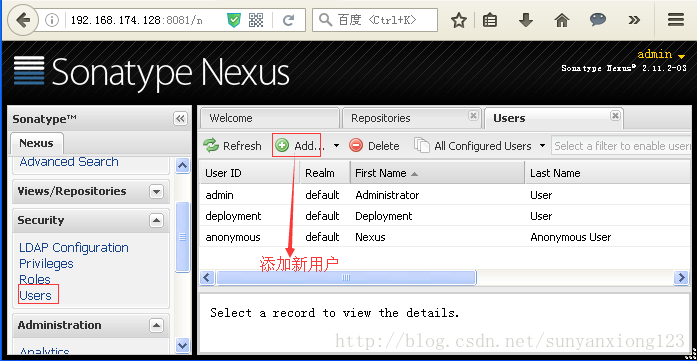 192.168.174.128:8081/n
百度 <Ctrl+K>
admin
Sonatype Nexus
Sonatype Nexus® 2.11.2-03
Sonatype™
Welcome
Repositories
Users
Nexus
Refresh
Add...
Delete
All Configured Users
Select a filter to enable user
Advanced Search
User ID
Realm
First Name
Last Name
Views/Repositories
admin
default
Administrator
User
Security
deployment
default
Deployment
User
anonymous
default
Nexus
Anonymous User
LDAP Configuration
Privileges
Roles
Users
添加新用户
Select a record to view the details.
Administration
Analytics
http://blog.csdn.net/sunyanxiong123